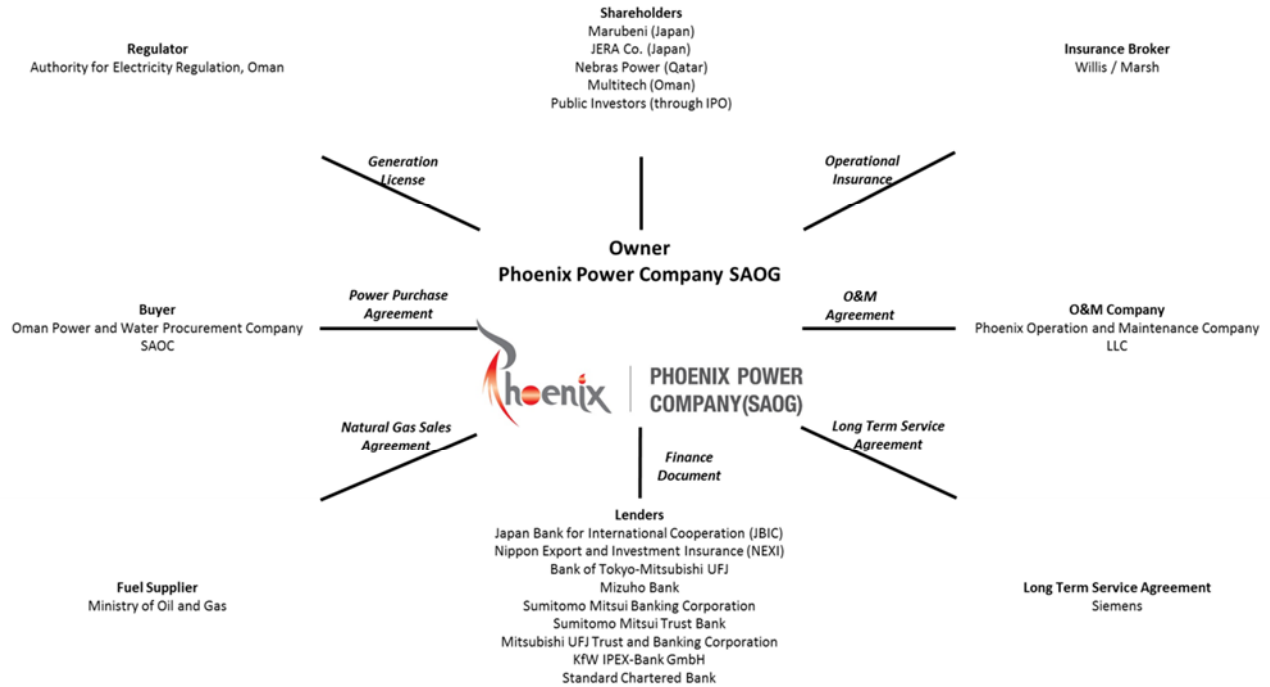 Shareholders
Marubeni (Japan)
JERA Co. (Japan)
Nebras Power (Qatar)
Multitech (Oman)
Public Investors (through IPO)
Regulator
Authority for Electricity Regulation, Oman
Insurance Broker
Willis / Marsh
Generation
License
Operational
Insurance
Owner
Phoenix Power Company SAOG
Buyer
Oman Power and Water Procurement Company
SAOC
Power Purchase
Agreement
O&M
Agreement
O&M Company
Phoenix Operation and Maintenance Company
LLC
Phoenix
PHOENIX POWER
COMPANY(SAOG)
Natural Gas Sales
Agreement
Finance
Document
Long Term Service
Agreement
Fuel Supplier
Ministry of Oil and Gas
Lenders
Japan Bank for International Cooperation (JBIC)
Nippon Export and Investment Insurance (NEXI)
Bank of Tokyo-Mitsubishi UFJ
Mizuho Bank
Sumitomo Mitsui Banking Corporation
Sumitomo Mitsui Trust Bank
Mitsubishi UFJ Trust and Banking Corporation
KfW IPEX-Bank GmbH
Standard Chartered Bank
Long Term Service Agreement
Siemens